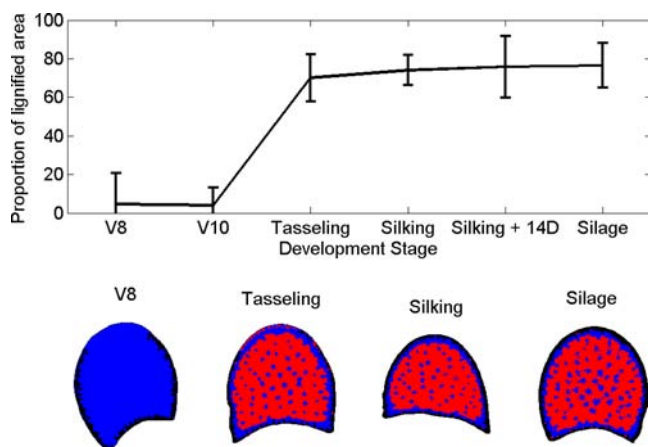 100
80
60
40
20
0
Proportion of lignified area
V8 V10 Tasseling Silking Silking + 14D Silage
Development Stage
V8 Tasseling Silking Silage